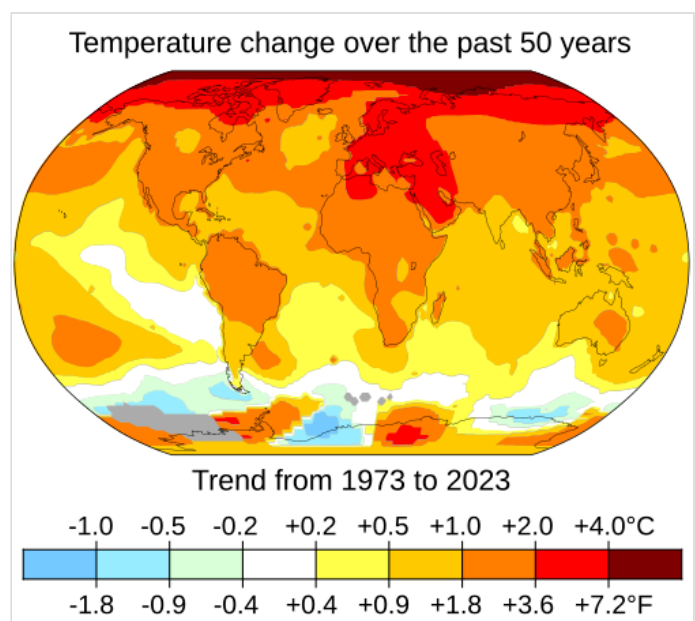 Temperature change over the past 50 years
Trend from 1973 to 2023
-1.0 -0.5 -0.2 +0.2 +0.5 +1.0 +2.0 +4.0°C
-1.8 -0.9 -0.4 +0.4 +0.9 +1.8 +3.6 +7.2°F